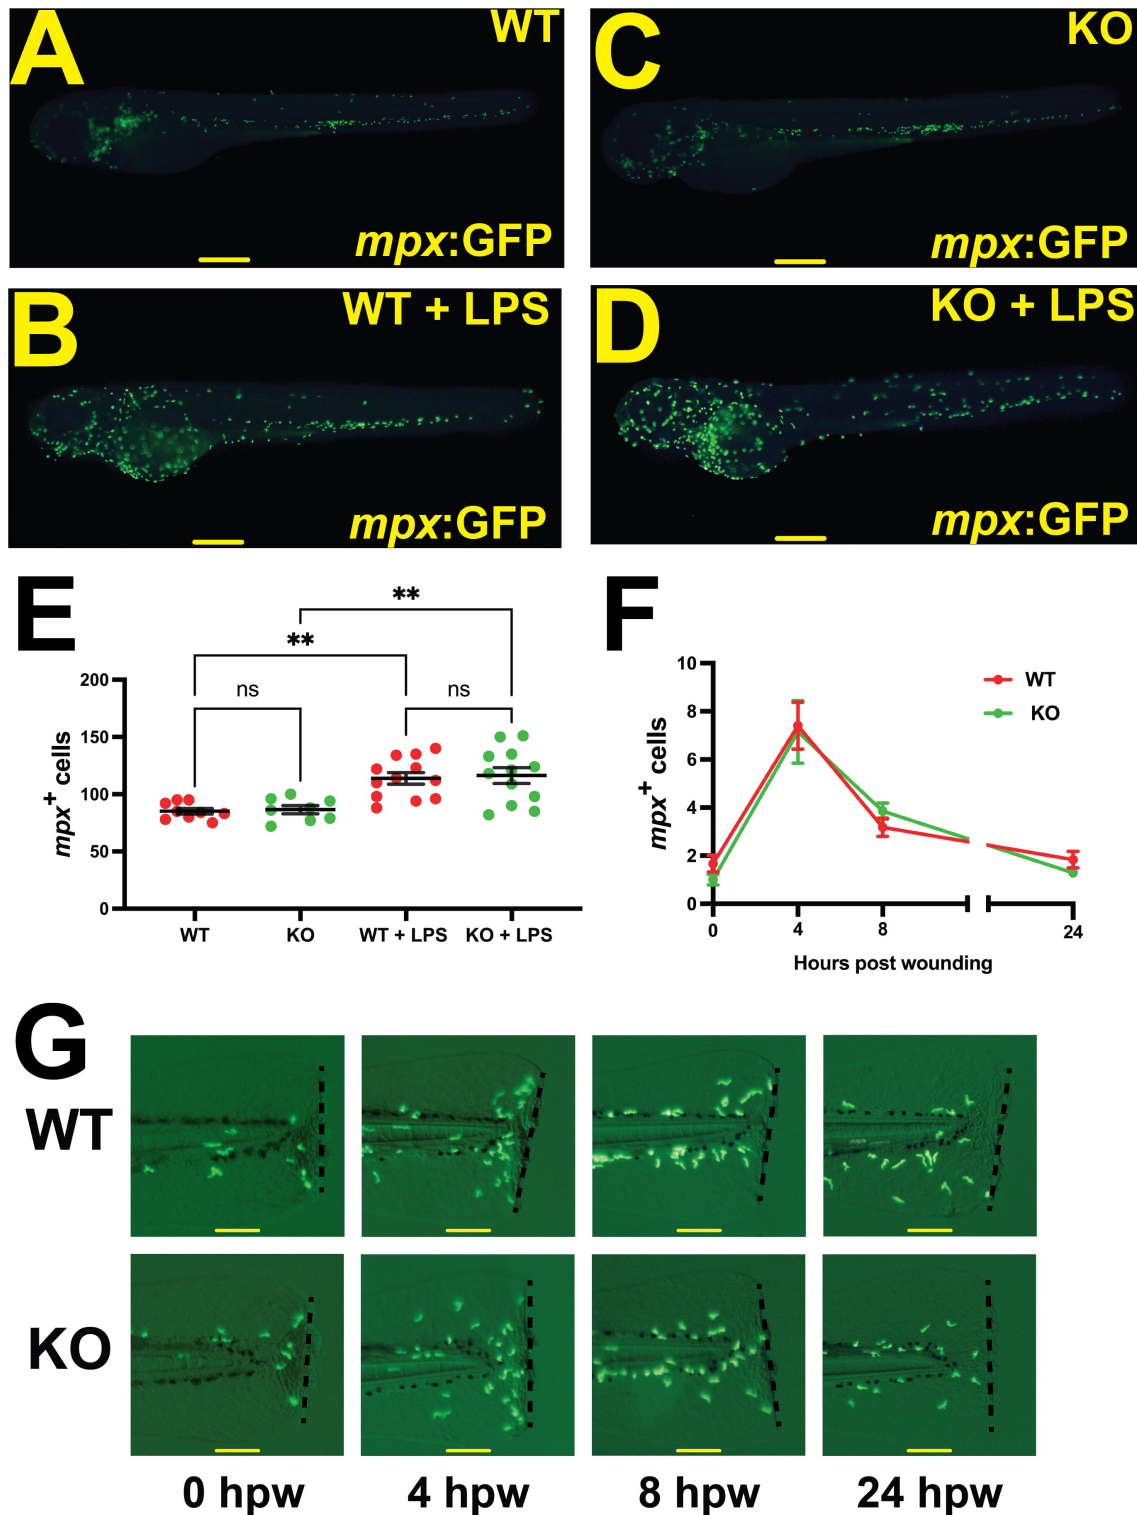 A
WT
mpx:GFP
C
KO
mpx:GFP
B
WT + LPS
mpx:GFP
D
KO + LPS
mpx:GFP
E
**
**
ns
ns
200
150
100
50
0
mpx+ cells
WT
KO
WT + LPS
KO + LPS
F
10
8
6
4
2
0
mpx+ cells
WT
KO
0
4
8
24
Hours post wounding
G
WT
KO
0 hpw
4 hpw
8 hpw
24 hpw